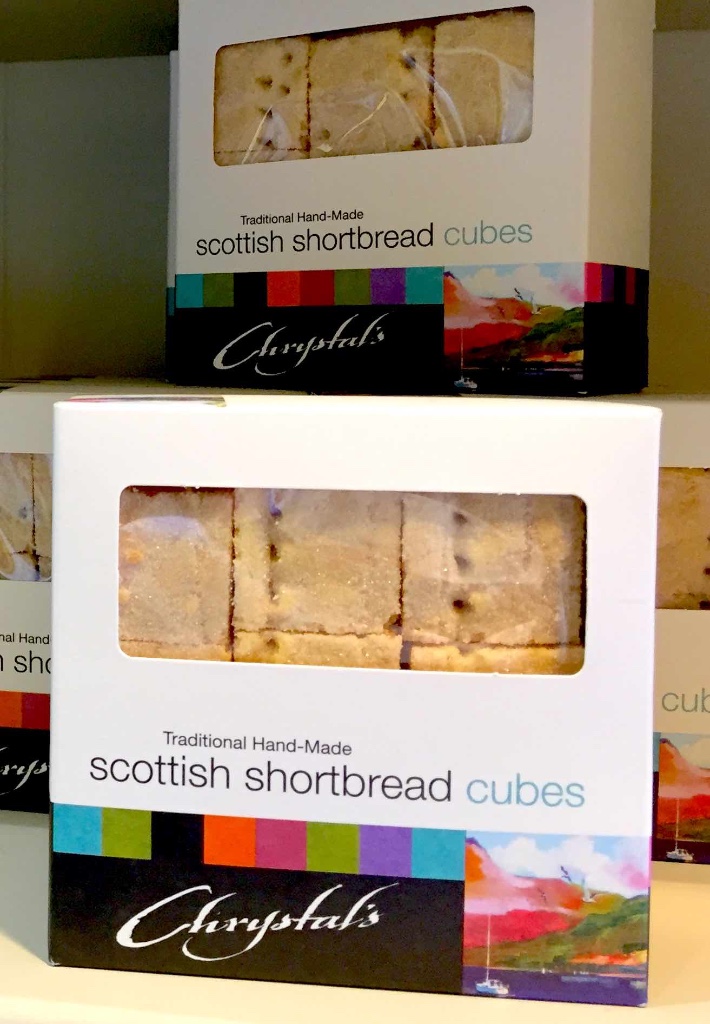 Traditional Hand-Made
scottish shortbread cubes
Chrystal's
Traditional Hand-Made
scottish shortbread cubes
Chrystal's